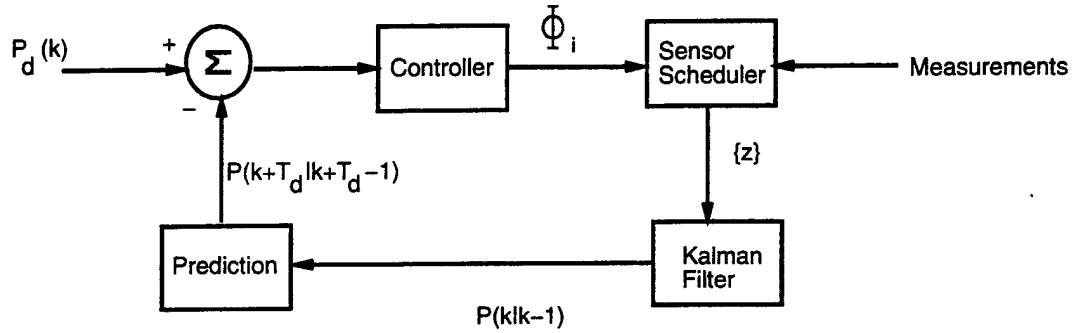 P_d(k)
+
Σ
−
Controller
Φ_i
Sensor
Scheduler
Measurements
{z}
P(k+T_d|k+T_d−1)
Prediction
Kalman
Filter
P(k|k−1)